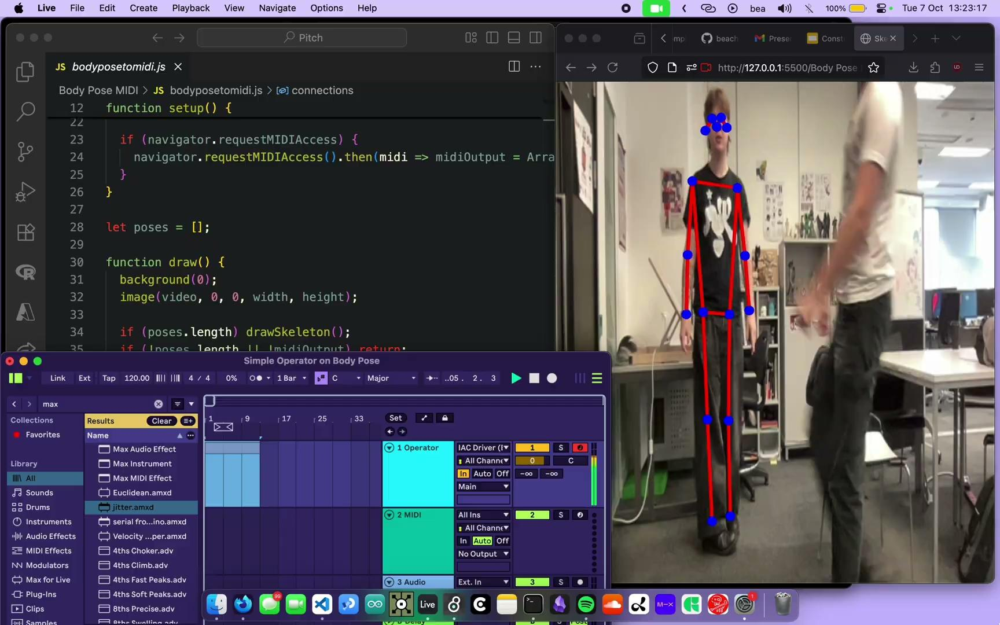 Live File Edit Create Playback View Navigate Options Help bea 100% Tue 7 Oct 13:23:17
Pitch
JS bodyposetomidi.js
Body Pose MIDI > JS bodyposetomidi.js > connections
12 function setup() {
22
23 if (navigator.requestMIDIAccess) {
24 navigator.requestMIDIAccess().then(midi => midiOutput = Arra
25 }
26 }
27
28 let poses = [];
29
30 function draw() {
31 background(0);
32 image(video, 0, 0, width, height);
33
34 if (poses.length) drawSkeleton();
35 if (!poses.length || !midiOutput) return;
beach Prese Const Ske
http://127.0.0.1:5500/Body Pose
Simple Operator on Body Pose
Link Ext Tap 120.00 4 / 4 0% 1 Bar C Major ..05. 2. 3
max
Collections
Favorites
Library
All
Sounds
Drums
Instruments
Audio Effects
MIDI Effects
Modulators
Max for Live
Plug-Ins
Clips
Samples
Results Clear
Name
Max Audio Effect
Max Instrument
Max MIDI Effect
Euclidean.amxd
jitter.amxd
serial fro...ino.amxd
Velocity ...per.amxd
4ths Choker.adv
4ths Climb.adv
4ths Fast Peaks.adv
4ths Soft Peaks.adv
8ths Precise.adv
8ths Swelling.adv
1 9 17 25 33
Set
1 Operator IAC Driver (I 1 S
All Channe 0 C
In Auto Off -∞ -∞
Main
2 MIDI All Ins 2 S
All Channe
In Auto Off
No Output
3 Audio Ext. In 3 S
99
Live
1